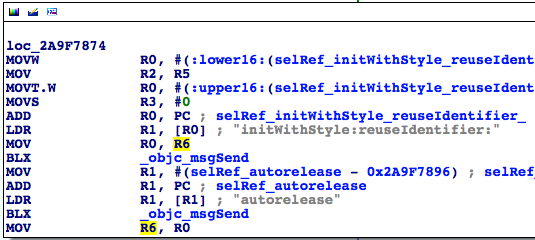 loc_2A9F7874
MOVW R0, #(:lower16:(selRef_initWithStyle_reuseIdent
MOV R2, R5
MOVT.W R0, #(:upper16:(selRef_initWithStyle_reuseIdent
MOVS R3, #0
ADD R0, PC ; selRef_initWithStyle_reuseIdentifier_
LDR R1, [R0] ; "initWithStyle:reuseIdentifier:"
MOV R0, R6
BLX _objc_msgSend
MOV R1, #(selRef_autorelease - 0x2A9F7896) ; selRef_
ADD R1, PC ; selRef_autorelease
LDR R1, [R1] ; "autorelease"
BLX _objc_msgSend
MOV R6, R0